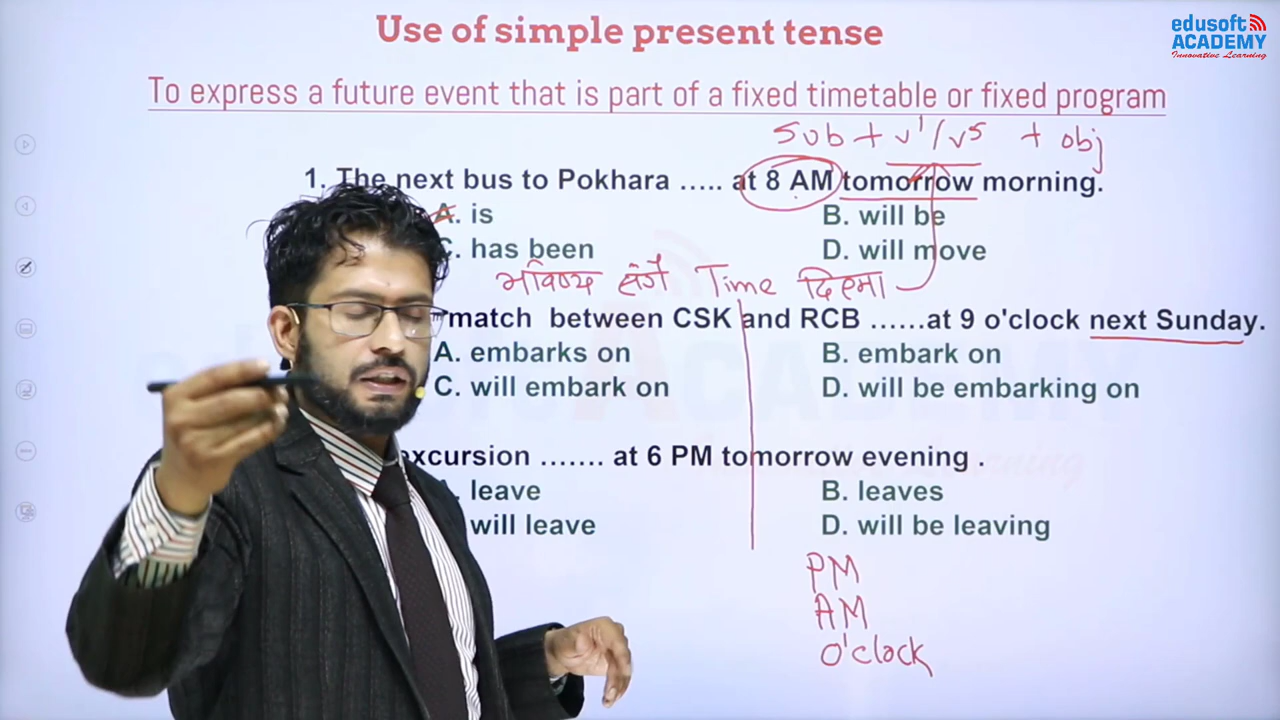 Use of simple present tense
edusoft
ACADEMY
Innovative Learning
To express a future event that is part of a fixed timetable or fixed program
Sub + v1/v5 + obj
1. The next bus to Pokhara ..... at 8 AM tomorrow morning.
A. is
B. will be
C. has been
D. will move
भविष्य सँगै Time दिएमा
match between CSK and RCB ......at 9 o'clock next Sunday.
A. embarks on
B. embark on
C. will embark on
D. will be embarking on
xcursion ....... at 6 PM tomorrow evening .
leave
B. leaves
will leave
D. will be leaving
PM
AM
o'clock